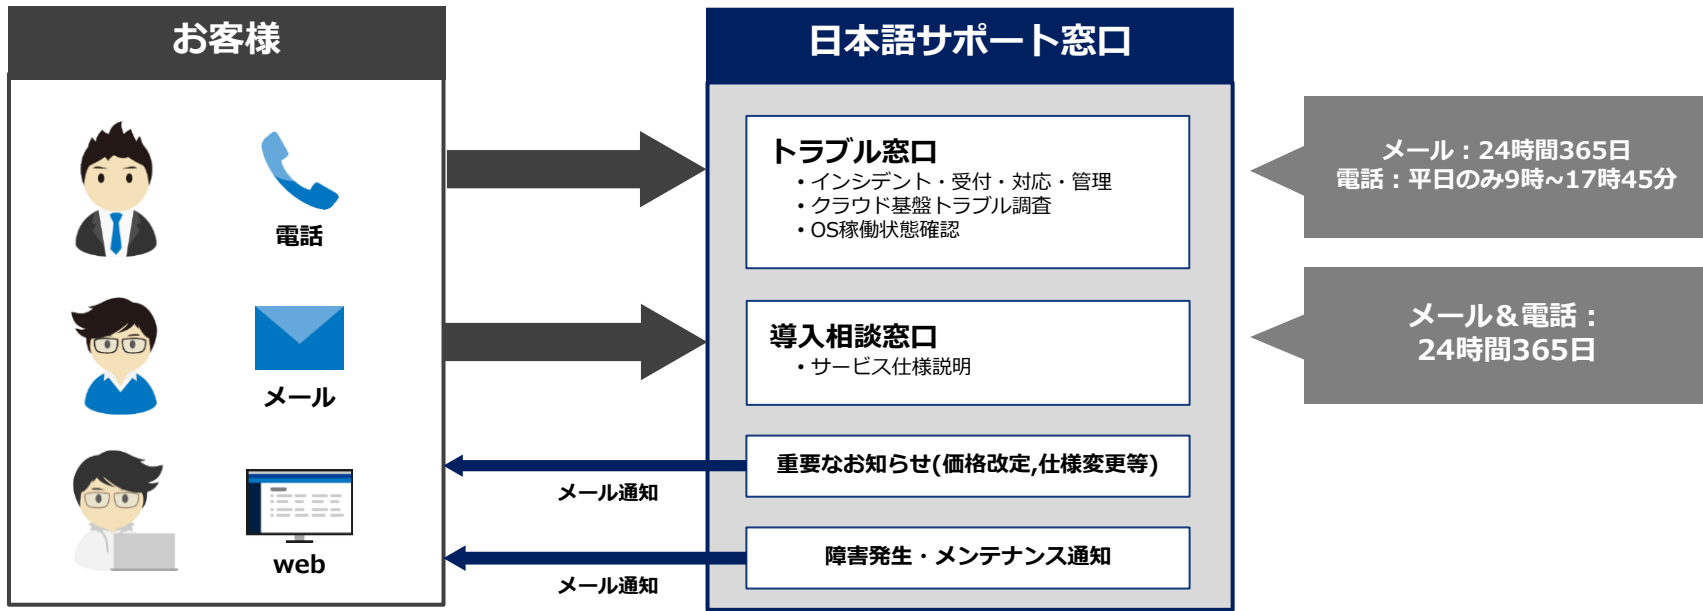 お客様
電話
メール
web
日本語サポート窓口
トラブル窓口
・インシデント・受付・対応・管理
・クラウド基盤トラブル調査
・OS稼働状態確認
導入相談窓口
・サービス仕様説明
重要なお知らせ(価格改定,仕様変更等)
メール通知
障害発生・メンテナンス通知
メール通知
メール：24時間365日
電話：平日のみ9時~17時45分
メール＆電話：
24時間365日